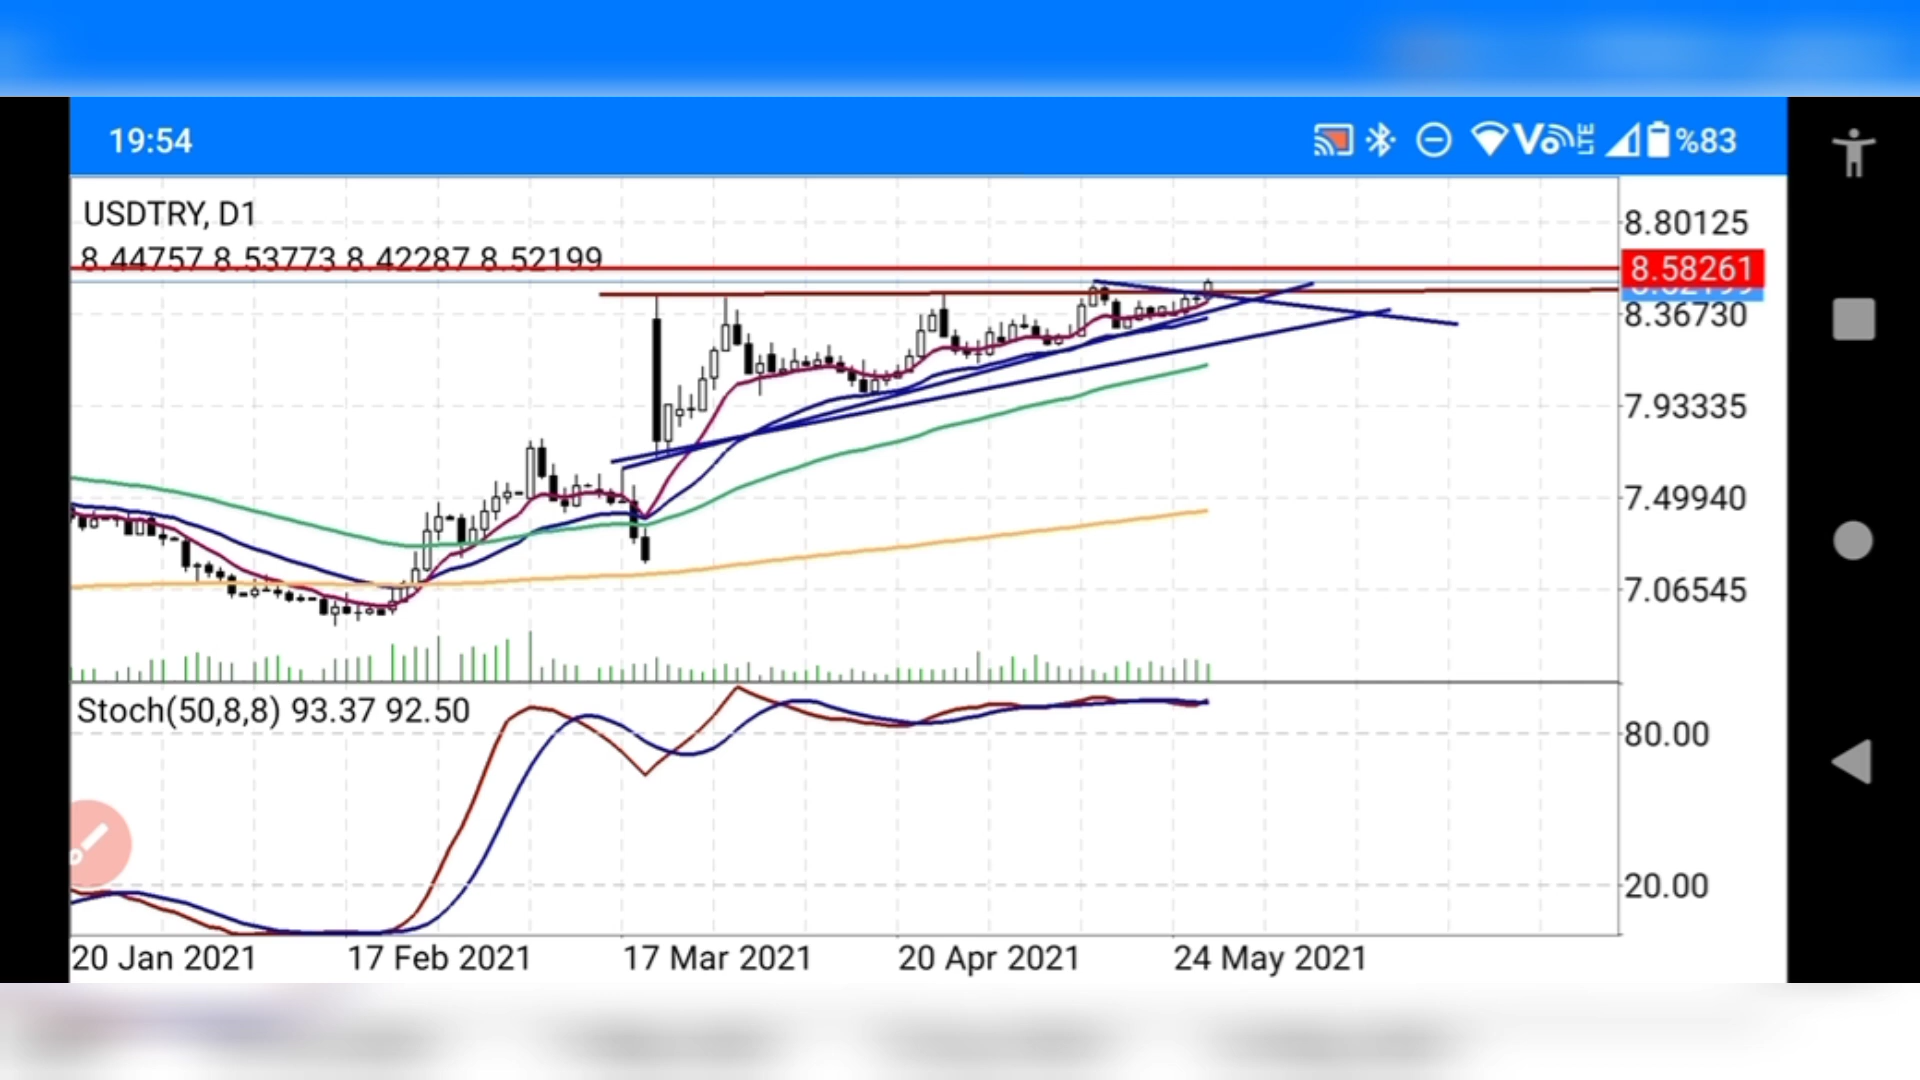 19:54
VoLTE %83
USDTRY, D1
8.44757 8.53773 8.42287 8.52199
8.80125
8.58261
8.36730
7.93335
7.49940
7.06545
Stoch(50,8,8) 93.37 92.50
80.00
20.00
20 Jan 2021 17 Feb 2021 17 Mar 2021 20 Apr 2021 24 May 2021